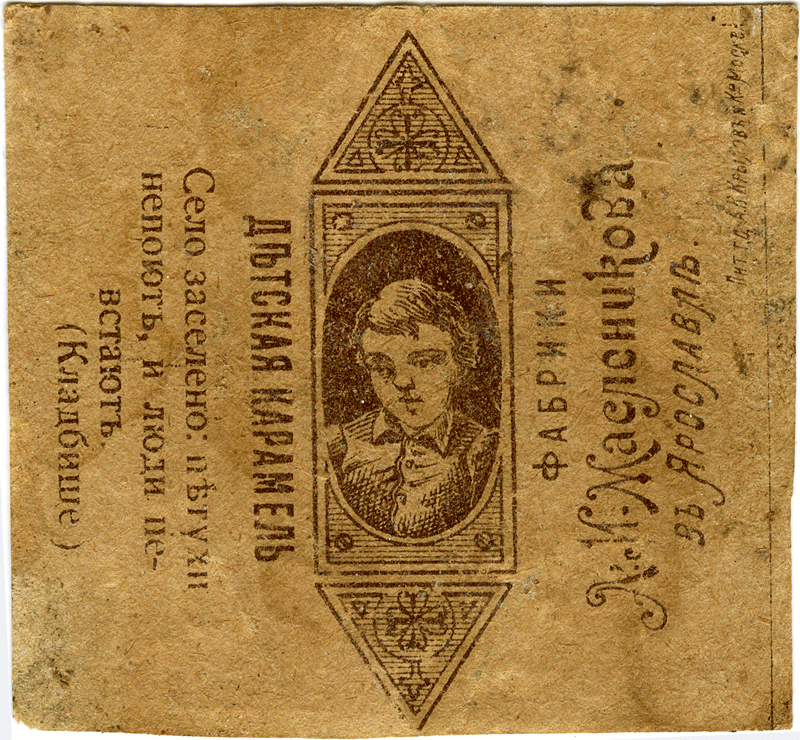 ДѢТСКАЯ КАРАМЕЛЬ
Село заселено: пѣтухи
непоютъ, и люди не-
встаютъ.
(Кладбище)
ФАБРИКИ
И. Масленикова
въ Ярославлѣ.